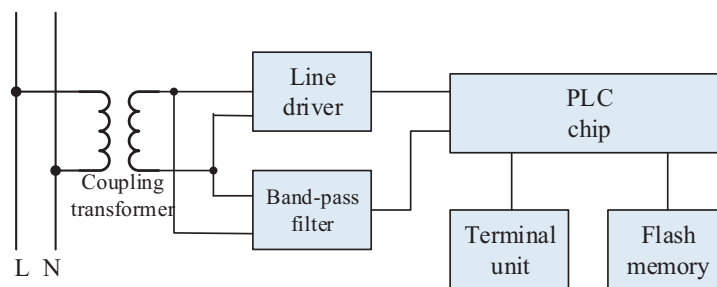 Line
driver
PLC
chip
Coupling
transformer
Band-pass
filter
Terminal
unit
Flash
memory
L N